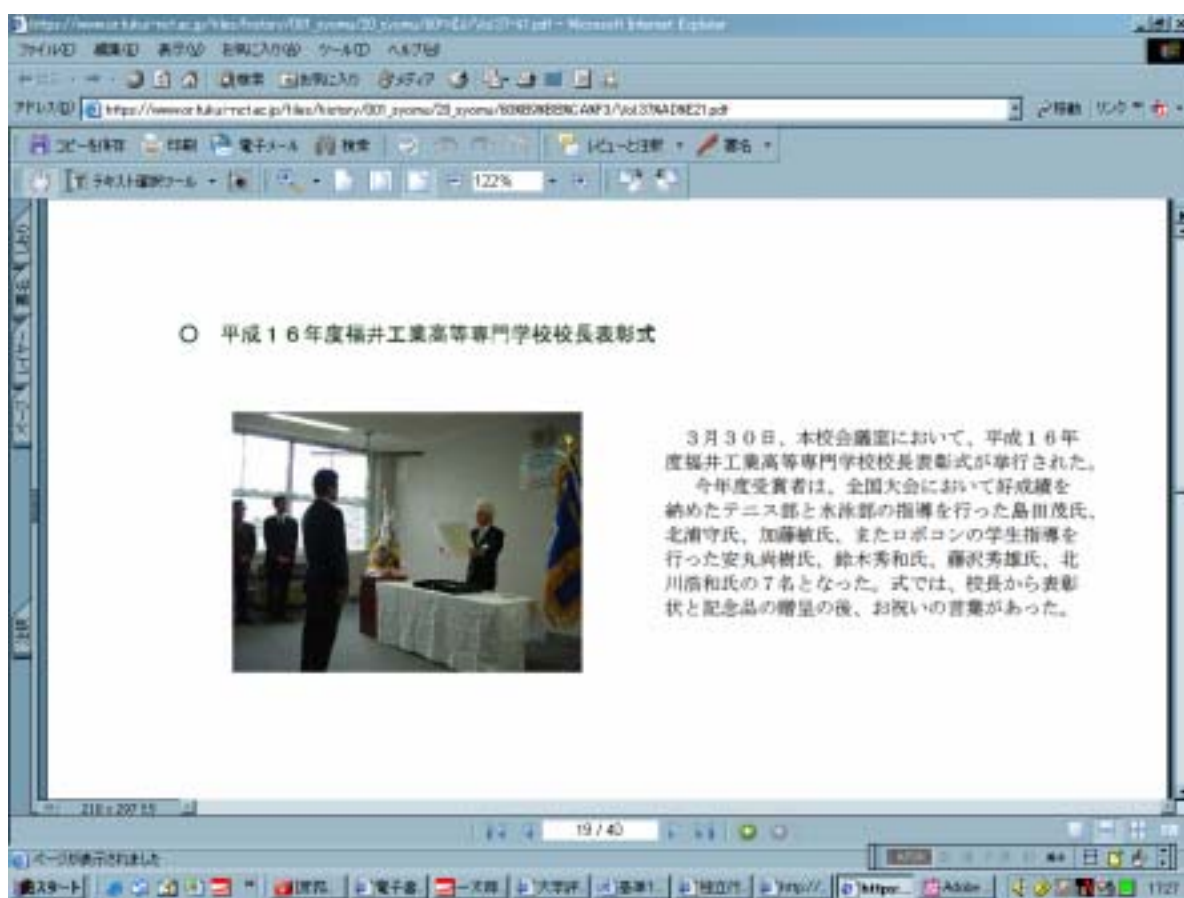 ファイル(F) 編集(E) 表示(V) お気に入り(A) ツール(T) ヘルプ(H)
検索 お気に入り メディア
アドレス(D)
移動 リンク
コピーを保存 印刷 電子メール 検索 レビューと注釈 署名
テキスト選択ツール 122%
○ 平成16年度福井工業高等専門学校校長表彰式
3月30日、本校会議室において、平成16年
度福井工業高等専門学校校長表彰式が挙行された。
今年度受賞者は、全国大会において好成績を
納めたテニス部と水泳部の指導を行った島田茂氏、
北浦守氏、加藤敏氏、またロボコンの学生指導を
行った安丸尚樹氏、鈴木秀和氏、藤沢秀雄氏、北
川浩和氏の7名となった。式では、校長から表彰
状と記念品の贈呈の後、お祝いの言葉があった。
19 / 40
ページが表示されました
スタート
17:27